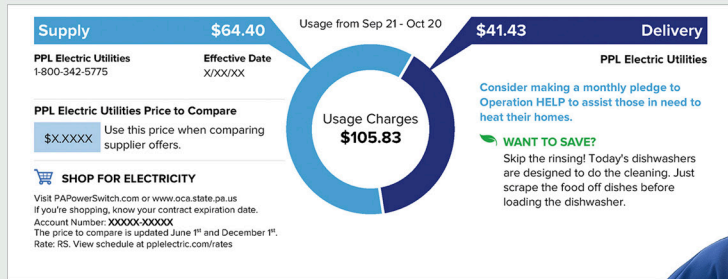 Supply $64.40
Usage from Sep 21 - Oct 20
$41.43 Delivery
PPL Electric Utilities
1-800-342-5775
Effective Date
X/XX/XX
PPL Electric Utilities Price to Compare
$X.XXXX
Use this price when comparing
supplier offers.
SHOP FOR ELECTRICITY
Visit PAPowerSwitch.com or www.oca.state.pa.us
If you're shopping, know your contract expiration date.
Account Number: XXXXX-XXXXX
The price to compare is updated June 1st and December 1st.
Rate: RS. View schedule at pplelectric.com/rates
Usage Charges
$105.83
PPL Electric Utilities
Consider making a monthly pledge to
Operation HELP to assist those in need to
heat their homes.
WANT TO SAVE?
Skip the rinsing! Today's dishwashers
are designed to do the cleaning. Just
scrape the food off dishes before
loading the dishwasher.